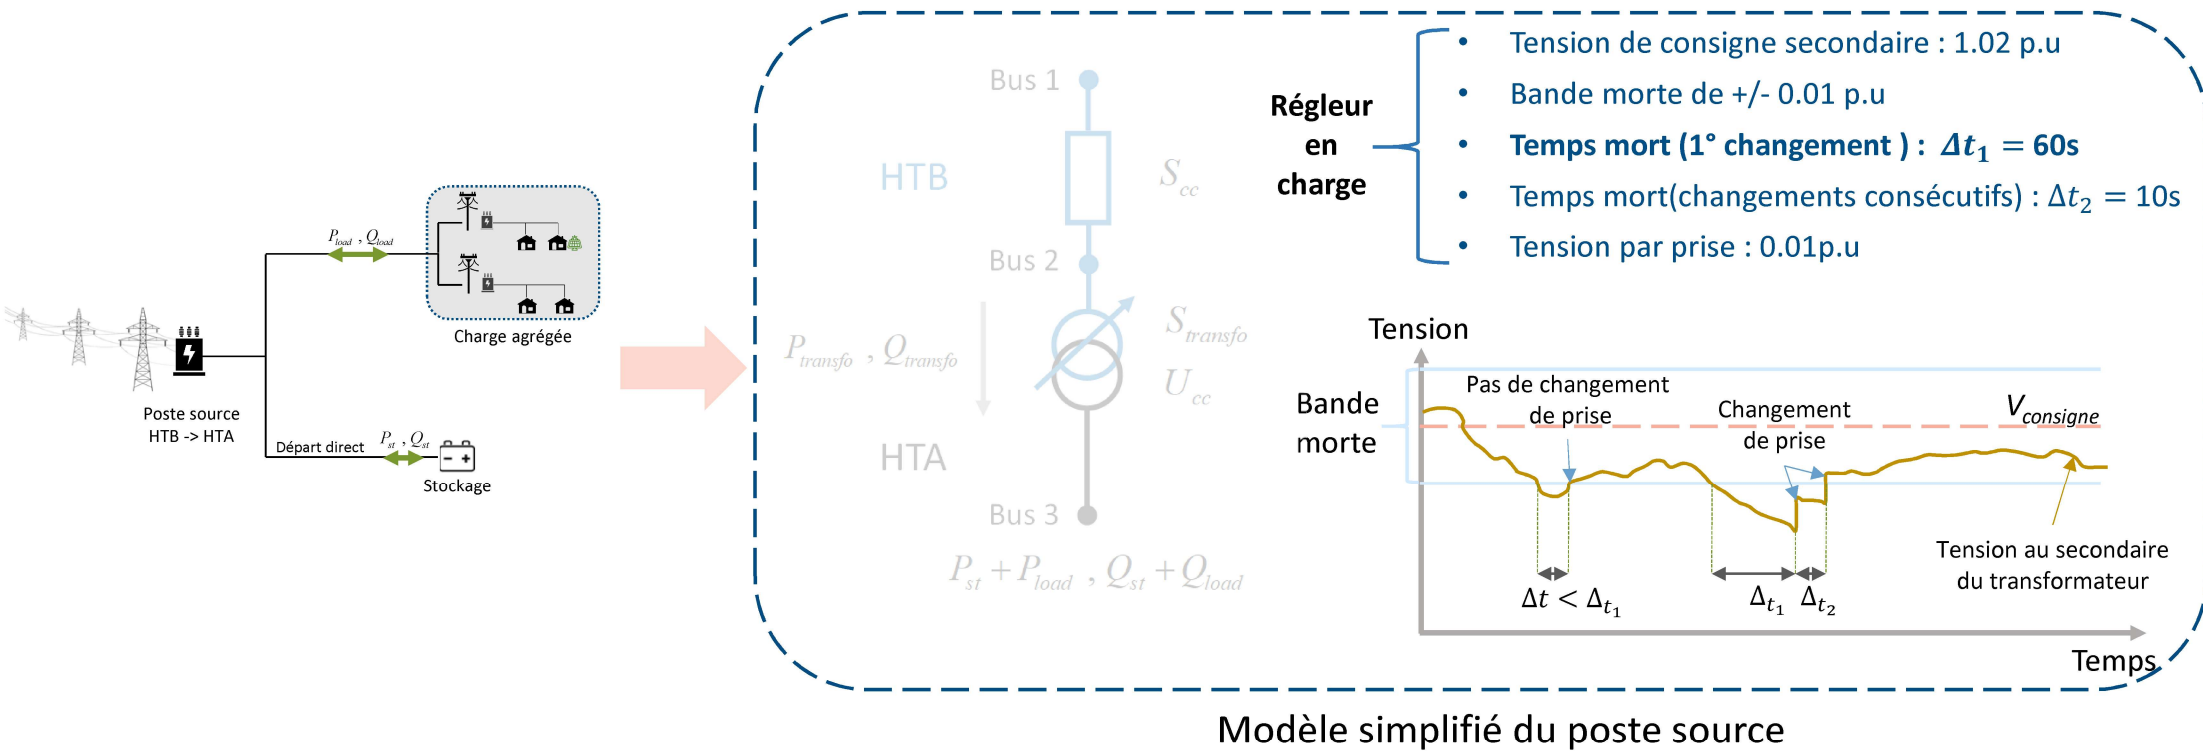 P_load , Q_load
Charge agrégée
Poste source
HTB -> HTA
Départ direct
P_st , Q_st
Stockage
Bus 1
HTB
S_cc
Bus 2
P_transfo , Q_transfo
S_transfo
U_cc
HTA
Bus 3
P_st + P_load , Q_st + Q_load
Régleur
en
charge
• Tension de consigne secondaire : 1.02 p.u
• Bande morte de +/- 0.01 p.u
• Temps mort (1° changement ) : Δt₁ = 60s
• Temps mort(changements consécutifs) : Δt₂ = 10s
• Tension par prise : 0.01p.u
Tension
Bande
morte
Pas de changement
de prise
Changement
de prise
V_consigne
Tension au secondaire
du transformateur
Δt < Δ_t₁
Δ_t₁
Δ_t₂
Temps
Modèle simplifié du poste source